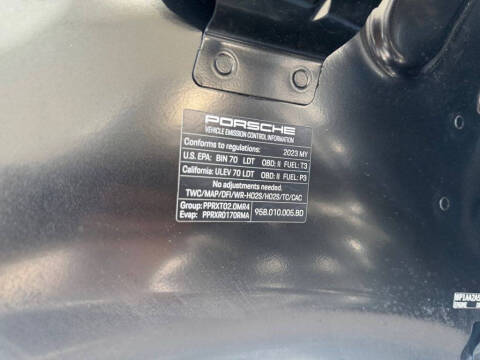 PORSCHE
VEHICLE EMISSION CONTROL INFORMATION
Conforms to regulations: 2023 MY
U.S. EPA: BIN 70 LDT OBD: II FUEL: T3
California: ULEV 70 LDT OBD: II FUEL: P3
No adjustments needed.
TWC/MAP/DFI/WR-HO2S/HO2S/TC/CAC
Group: PPRXT02.0MR4
Evap: PPRXR0170RMA
95B.010.005.BD